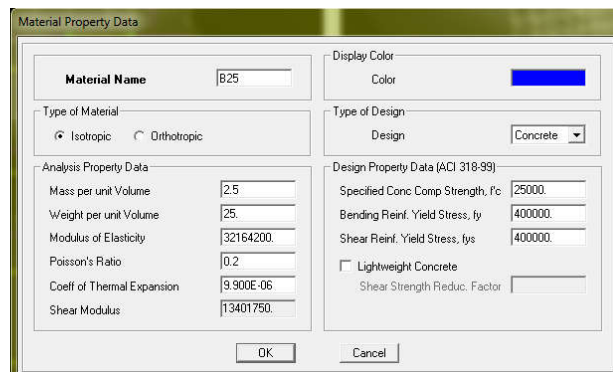 Material Property Data
Display Color
Material Name B25
Color
Type of Material
Isotropic Orthotropic
Type of Design
Design Concrete
Analysis Property Data
Mass per unit Volume 2.5
Weight per unit Volume 25.
Modulus of Elasticity 32164200.
Poisson's Ratio 0.2
Coeff of Thermal Expansion 9.900E-06
Shear Modulus 13401750.
Design Property Data (ACI 318-99)
Specified Conc Comp Strength, f'c 25000.
Bending Reinf. Yield Stress, fy 400000.
Shear Reinf. Yield Stress, fys 400000.
Lightweight Concrete
Shear Strength Reduc. Factor
OK Cancel